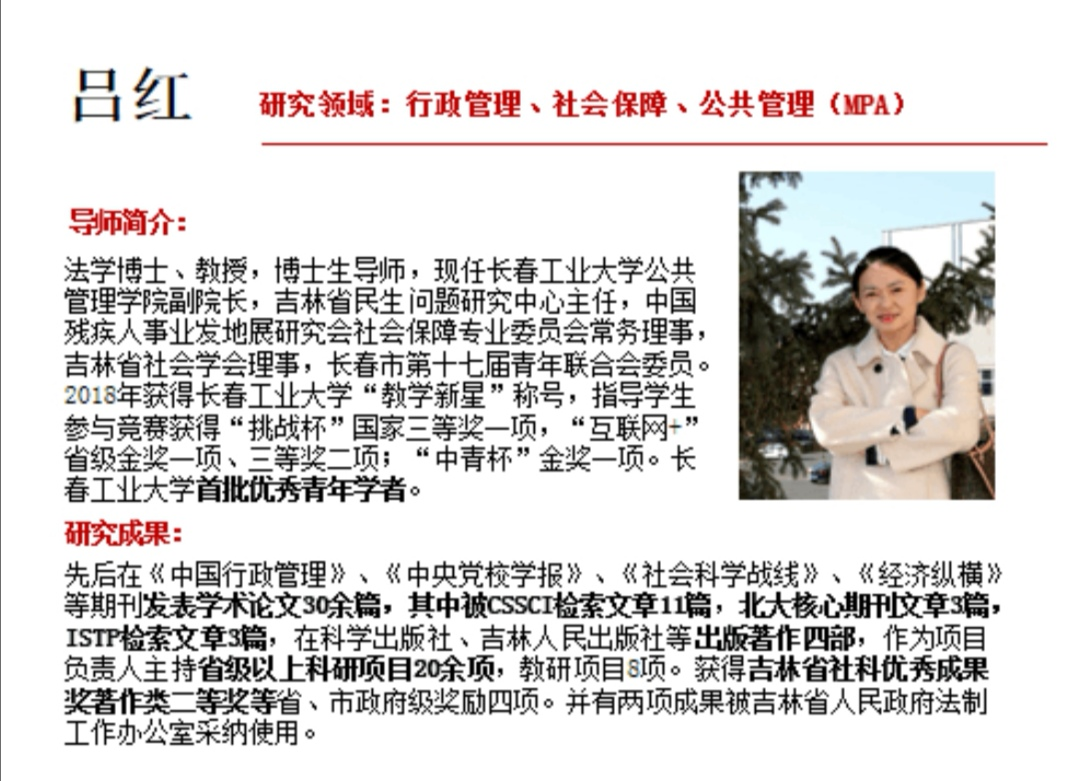 吕红
研究领域：行政管理、社会保障、公共管理（MPA）
导师简介：
法学博士、教授，博士生导师，现任长春工业大学公共
管理学院副院长，吉林省民生问题研究中心主任，中国
残疾人事业发地展研究会社会保障专业委员会常务理事，
吉林省社会学会理事，长春市第十七届青年联合会委员。
2018年获得长春工业大学“教学新星”称号，指导学生
参与竞赛获得“挑战杯”国家三等奖一项，“互联网+”
省级金奖一项、三等奖二项；“中青杯”金奖一项。长
春工业大学首批优秀青年学者。
研究成果：
先后在《中国行政管理》、《中央党校学报》、《社会科学战线》、《经济纵横》
等期刊发表学术论文30余篇，其中被CSSCI检索文章11篇，北大核心期刊文章3篇，
ISTP检索文章3篇，在科学出版社、吉林人民出版社等出版著作四部，作为项目
负责人主持省级以上科研项目20余项，教研项目8项。获得吉林省社科优秀成果
奖著作类二等奖等省、市政府级奖励四项。并有两项成果被吉林省人民政府法制
工作办公室采纳使用。